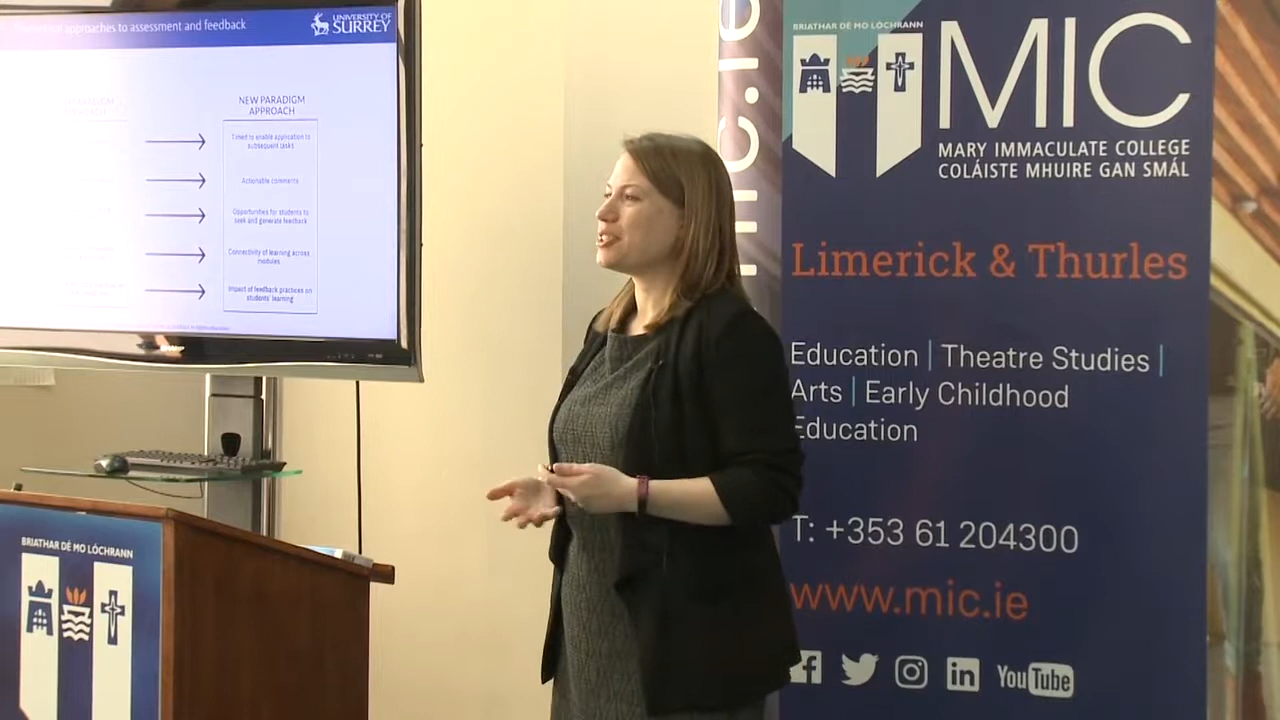 approaches to assessment and feedback
UNIVERSITY OF
SURREY
NEW PARADIGM
APPROACH
Timed to enable application to
subsequent tasks
Actionable comments
Opportunities for students to
seek and generate feedback
Connectivity of learning across
modules
Impact of feedback practices on
students' learning
BRIATHAR DÉ MO LÓCHRANN
mic.ie
BRIATHAR DÉ MO LÓCHRANN
MIC
MARY IMMACULATE COLLEGE
COLÁISTE MHUIRE GAN SMÁL
Limerick & Thurles
Education | Theatre Studies |
Arts | Early Childhood
Education
T: +353 61 204300
www.mic.ie
YouTube